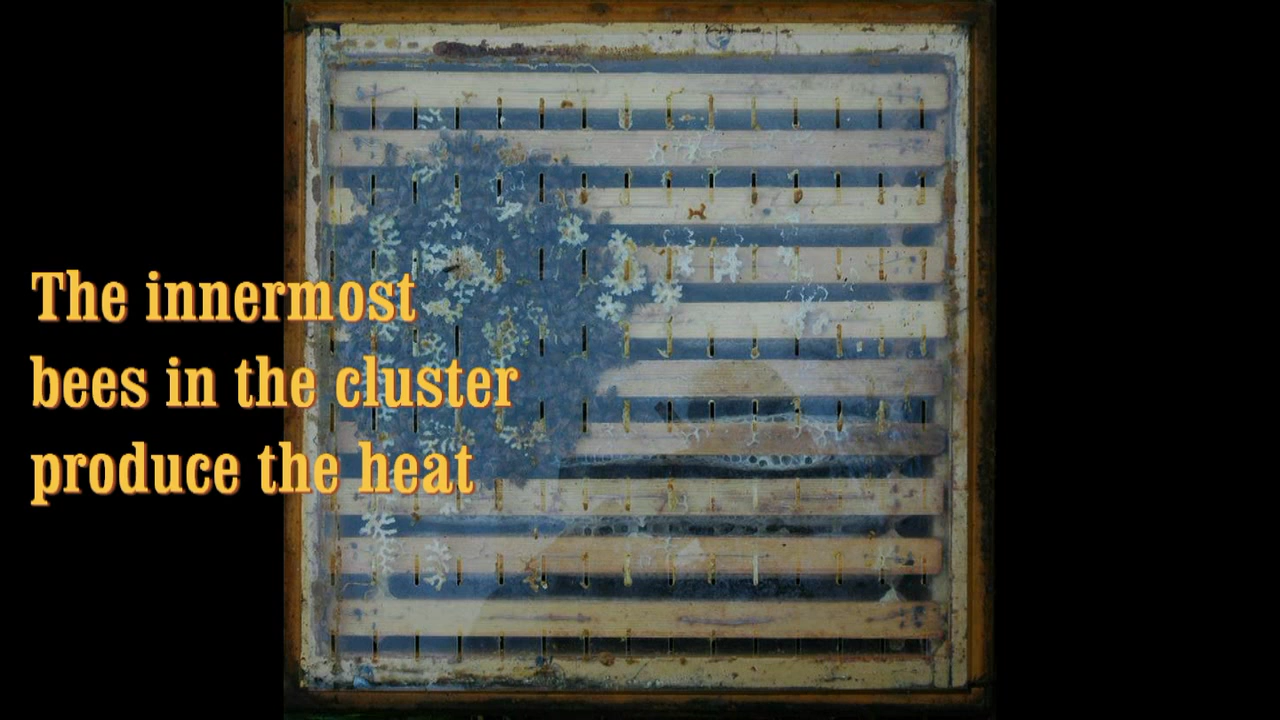 The innermost
bees in the cluster
produce the heat